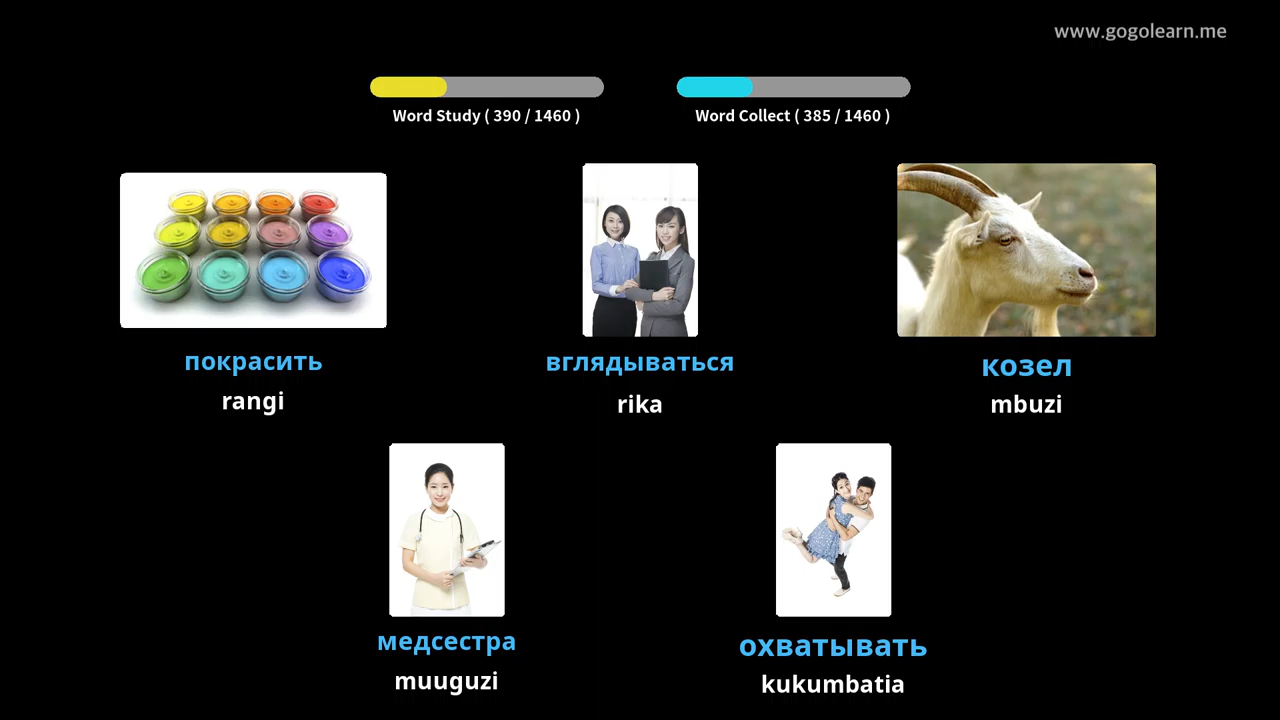 www.gogolearn.me
Word Study ( 390 / 1460 )
Word Collect ( 385 / 1460 )
покрасить
rangi
вглядываться
rika
козел
mbuzi
медсестра
muuguzi
охватывать
kukumbatia